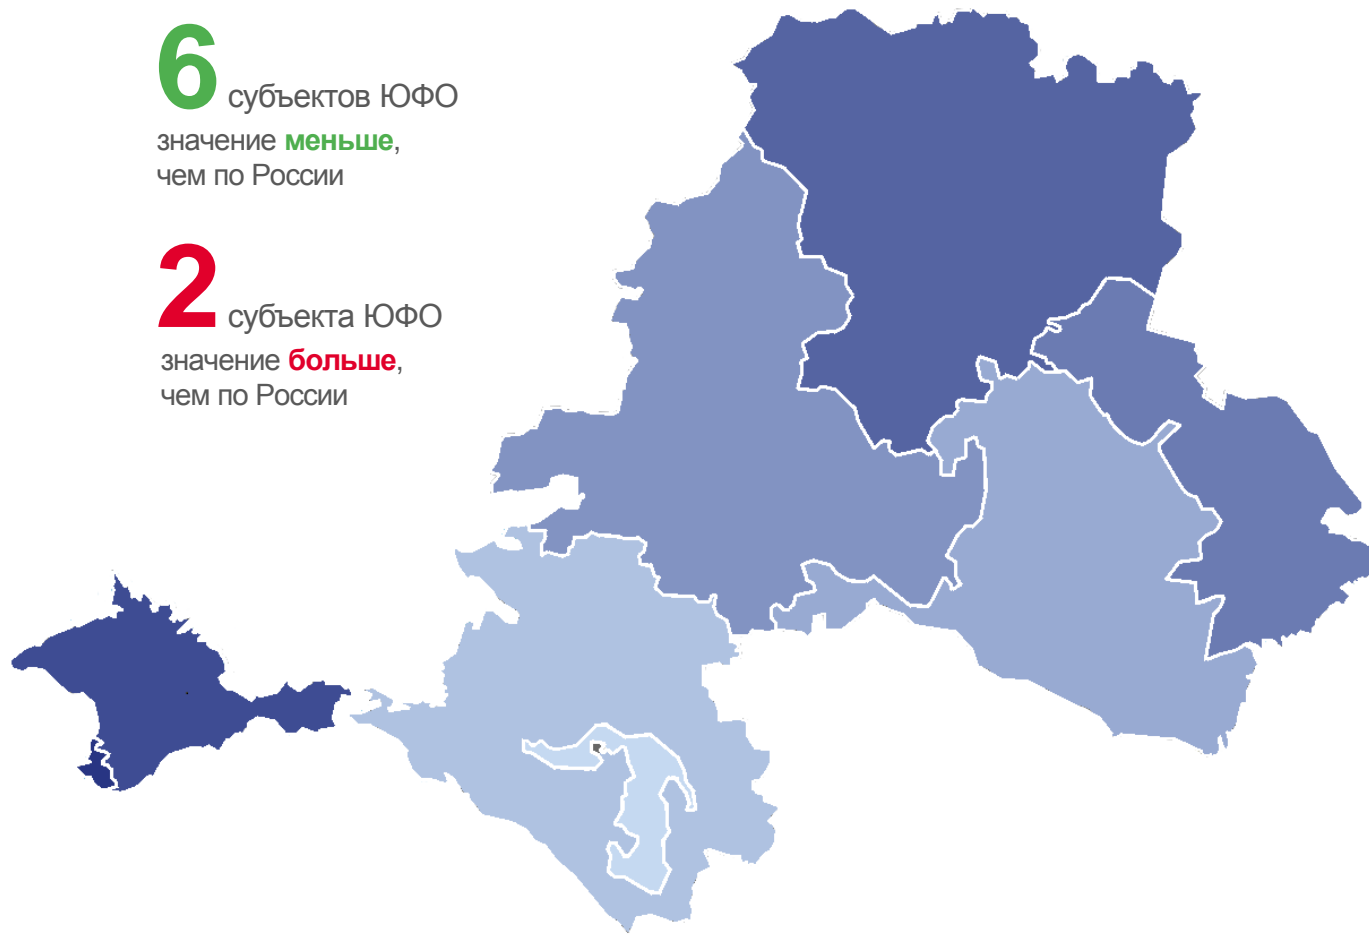 6 субъектов ЮФО
значение меньше,
чем по России
2 субъекта ЮФО
значение больше,
чем по России